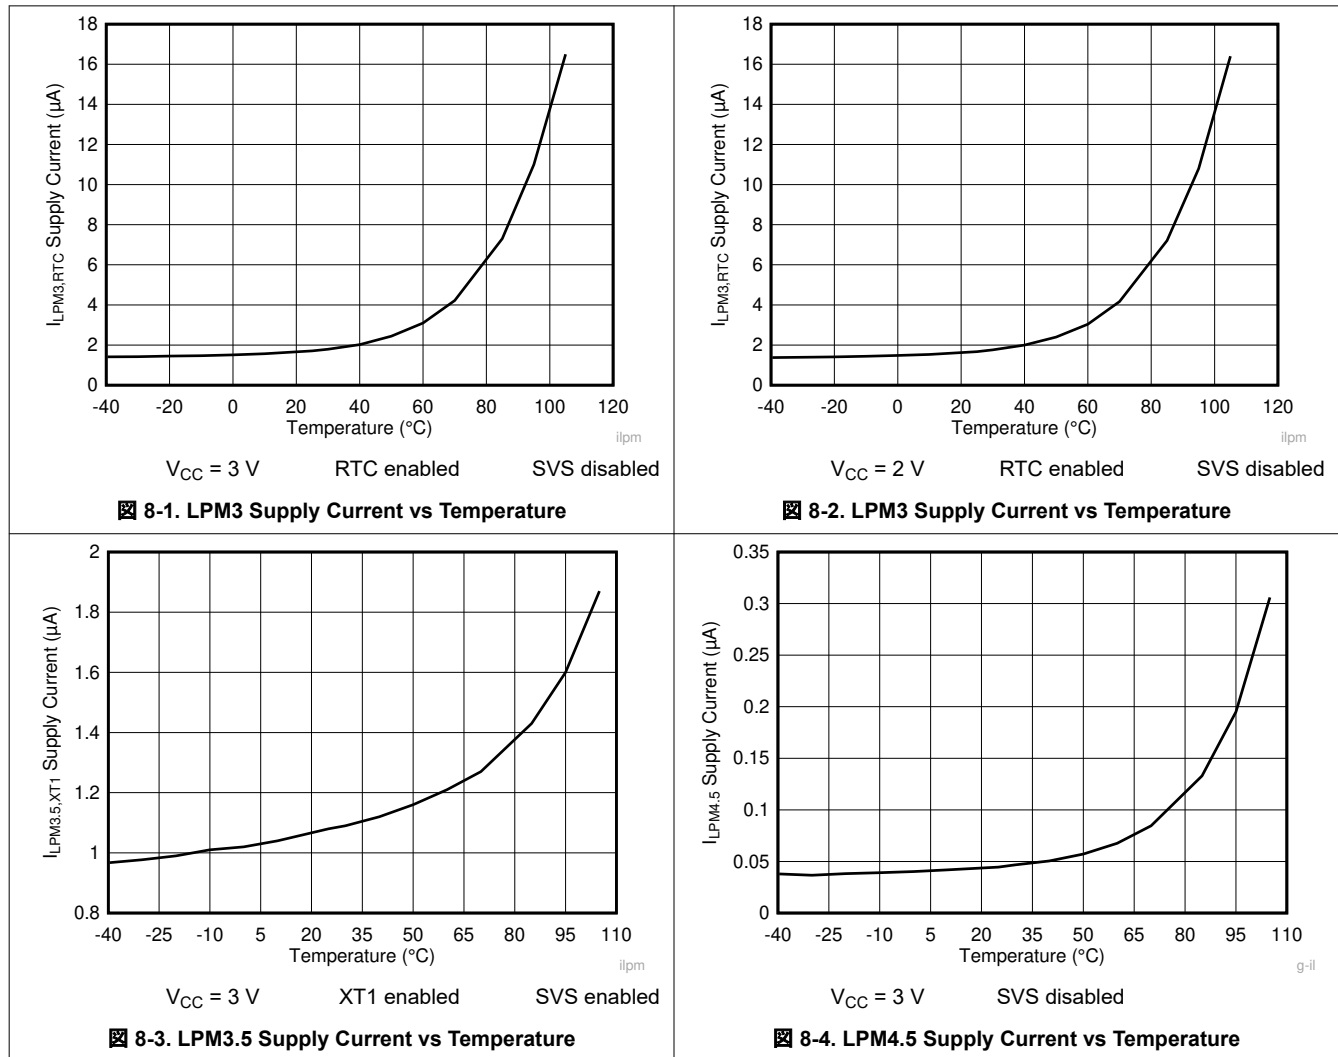 18
16
14
12
10
8
6
4
2
0
I_LPM3,RTC Supply Current (µA)
-40 -20 0 20 40 60 80 100 120
Temperature (°C)
ilpm
V_CC = 3 V RTC enabled SVS disabled
図 8-1. LPM3 Supply Current vs Temperature
18
16
14
12
10
8
6
4
2
0
I_LPM3,RTC Supply Current (µA)
-40 -20 0 20 40 60 80 100 120
Temperature (°C)
ilpm
V_CC = 2 V RTC enabled SVS disabled
図 8-2. LPM3 Supply Current vs Temperature
2
1.8
1.6
1.4
1.2
1
0.8
I_LPM3.5,XT1 Supply Current (µA)
-40 -25 -10 5 20 35 50 65 80 95 110
Temperature (°C)
ilpm
V_CC = 3 V XT1 enabled SVS enabled
図 8-3. LPM3.5 Supply Current vs Temperature
0.35
0.3
0.25
0.2
0.15
0.1
0.05
0
I_LPM4.5 Supply Current (µA)
-40 -25 -10 5 20 35 50 65 80 95 110
Temperature (°C)
g-il
V_CC = 3 V SVS disabled
図 8-4. LPM4.5 Supply Current vs Temperature